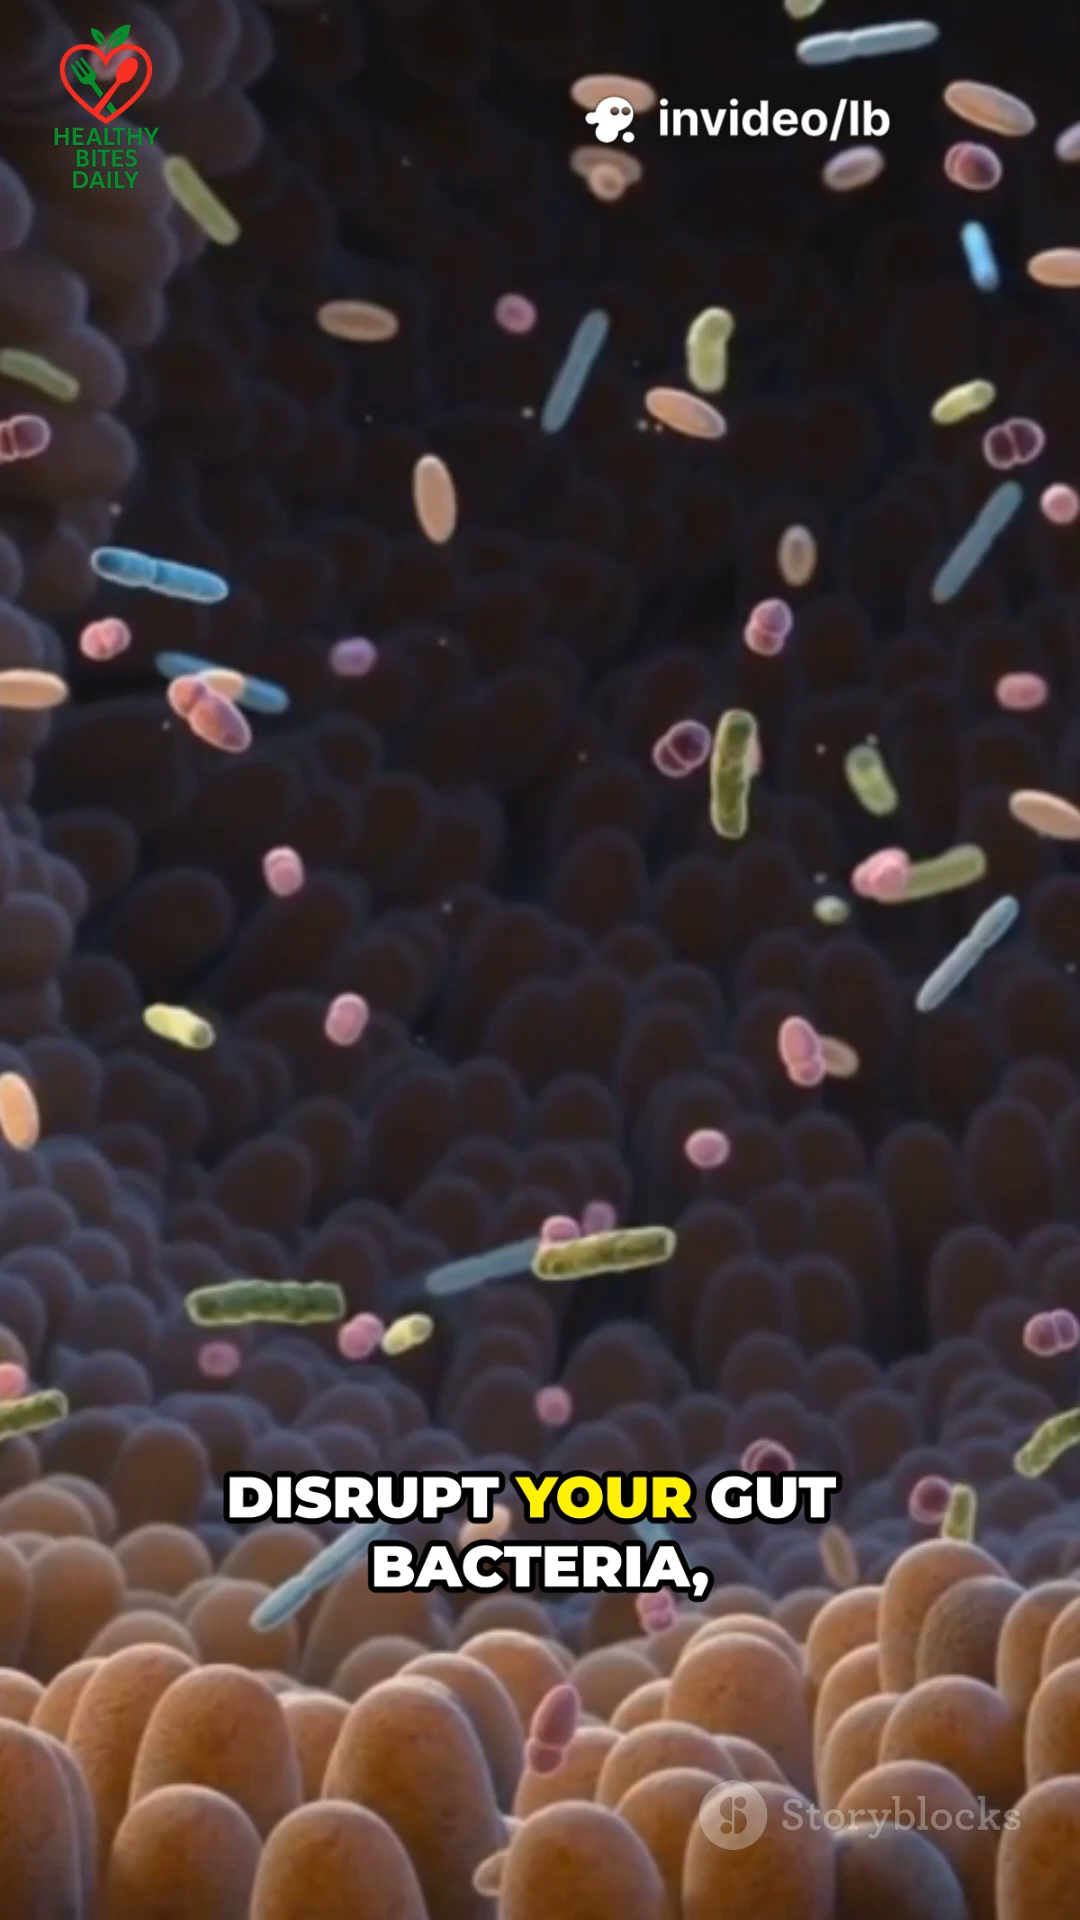 HEALTHY
BITES
DAILY
invideo/lb
DISRUPT YOUR GUT
BACTERIA,
Storyblocks